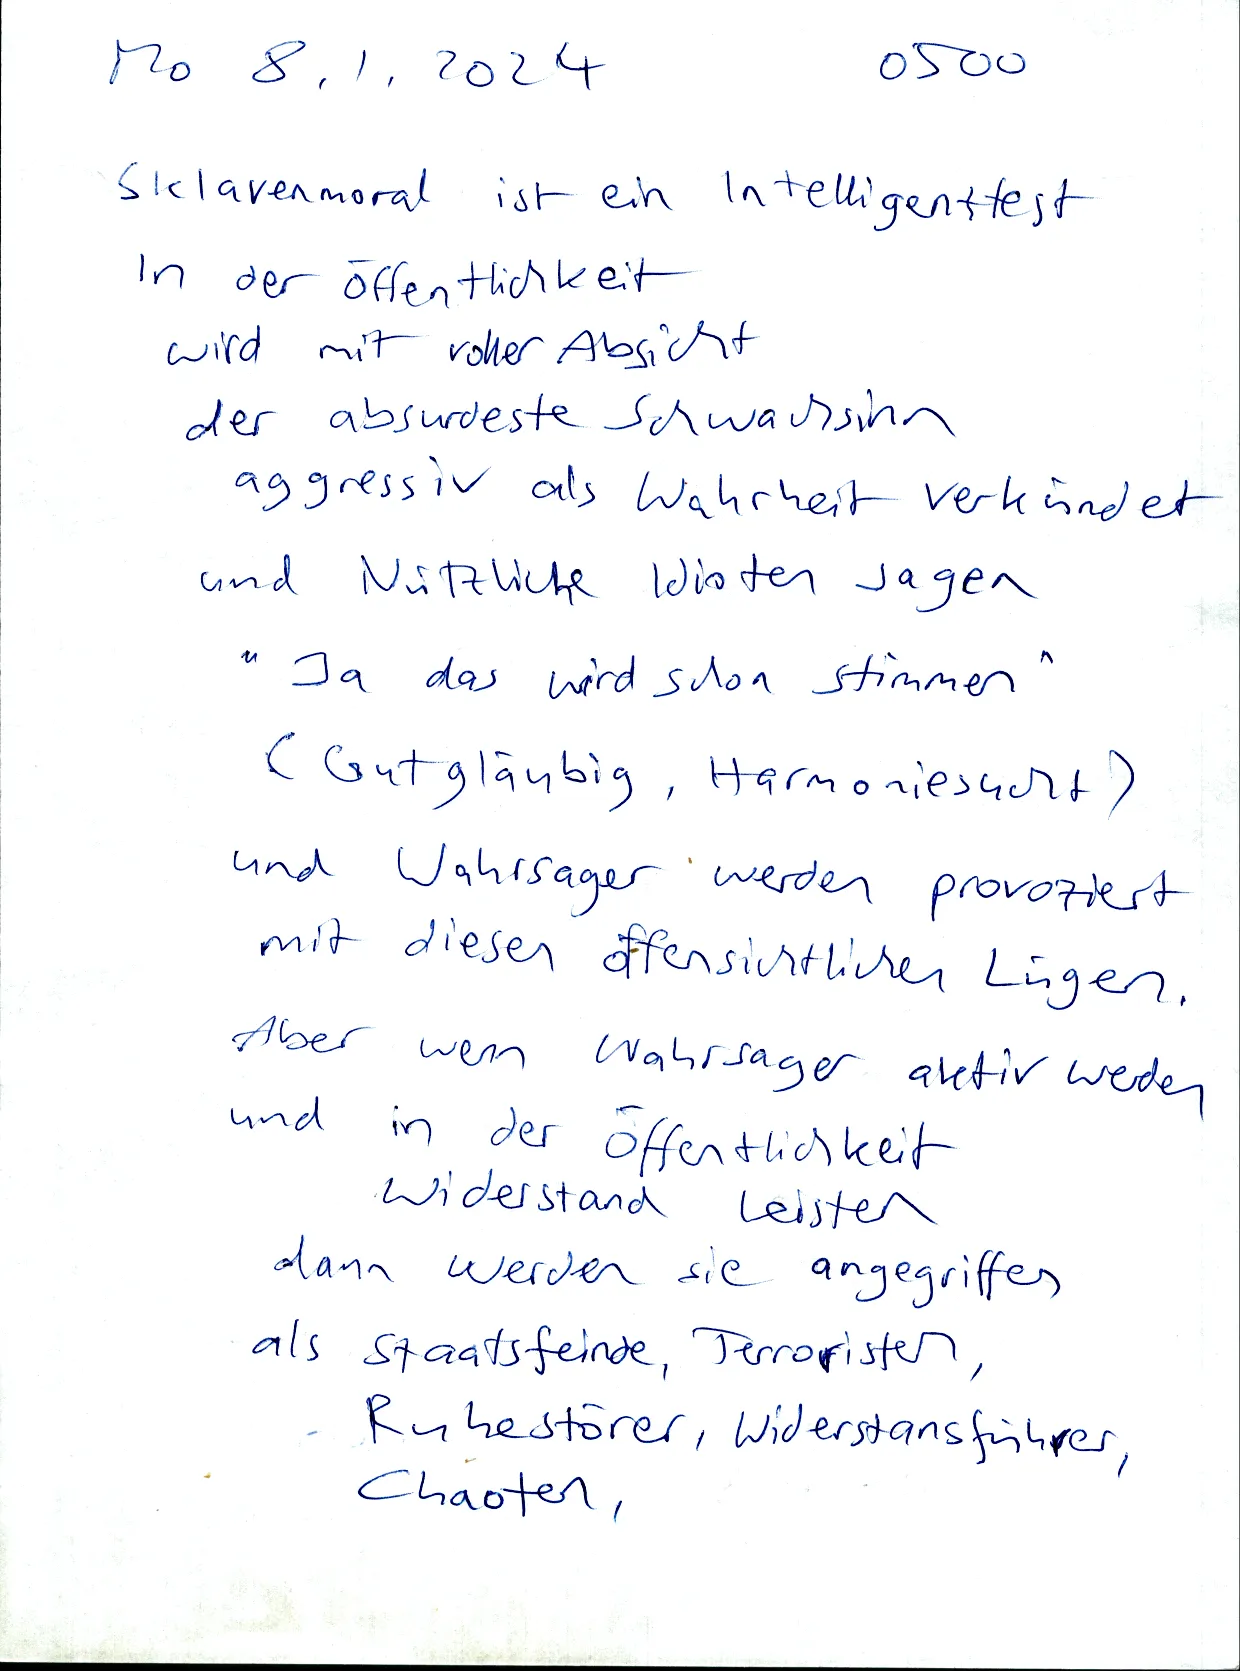 Mo 8.1.2024 0500
Sklavenmoral ist ein Intelligenttest
In der öffentlichkeit
wird mit voller Absicht
der absurdeste Schwachsinn
aggressiv als Wahrheit verkündet
und Nützliche Idioten sagen
"Ja das wird schon stimmen"
(Gutgläubig, Harmoniesucht)
und Wahrsager werden provoziert
mit diesen offensichtlichen Lügen.
Aber wenn Wahrsager aktiv werden
und in der Öffentlichkeit
Widerstand leisten
dann werden sie angegriffen
als Staatsfeinde, Terroristen,
Ruhestörer, Widerstansführer,
Chaoten,